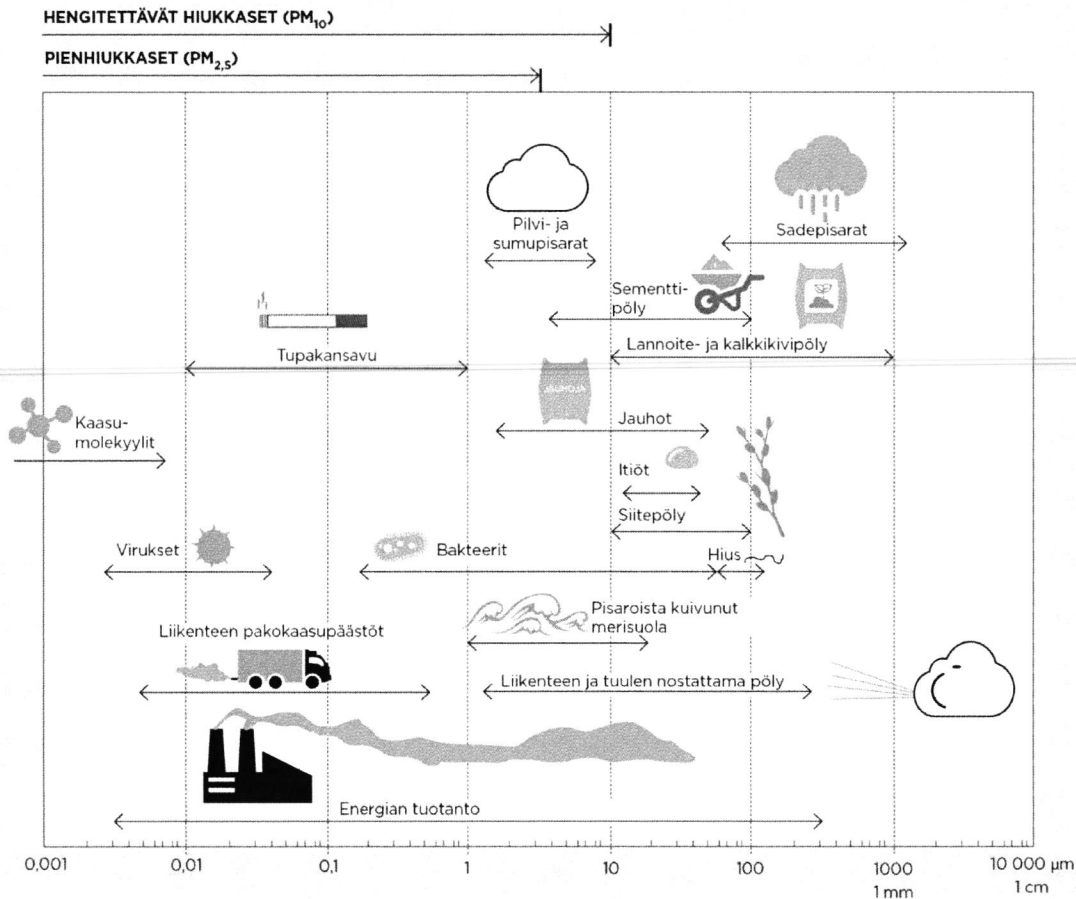 HENGITETTÄVÄT HIUKKASET (PM10)
PIENHIUKKASET (PM2,5)
Pilvi- ja
sumupisarat
Sadepisarat
Sementti-
pöly
Lannoite- ja kalkkikivipöly
Tupakansavu
JAUHOJA
Kaasu-
molekyylit
Jauhot
Itiöt
Siitepöly
Virukset
Bakteerit
Hius
Pisaroista kuivunut
merisuola
Liikenteen pakokaasupäästöt
Liikenteen ja tuulen nostattama pöly
Energian tuotanto
0,001 0,01 0,1 1 10 100 1000 10 000 µm
1 mm 1 cm